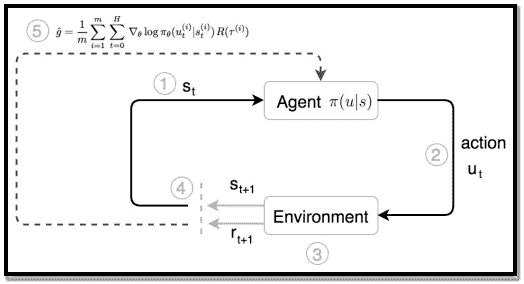 ⑤ ĝ = 1/m ∑_{i=1}^{m} ∑_{t=0}^{H} ∇_θ log π_θ(u_t^{(i)}|s_t^{(i)})R(τ^{(i)})
① s_t
Agent π(u|s)
② action
u_t
④ s_{t+1}
r_{t+1}
Environment
③